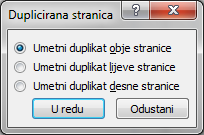 Duplicirana stranica
Umetni duplikat obje stranice
Umetni duplikat lijeve stranice
Umetni duplikat desne stranice
U redu
Odustani